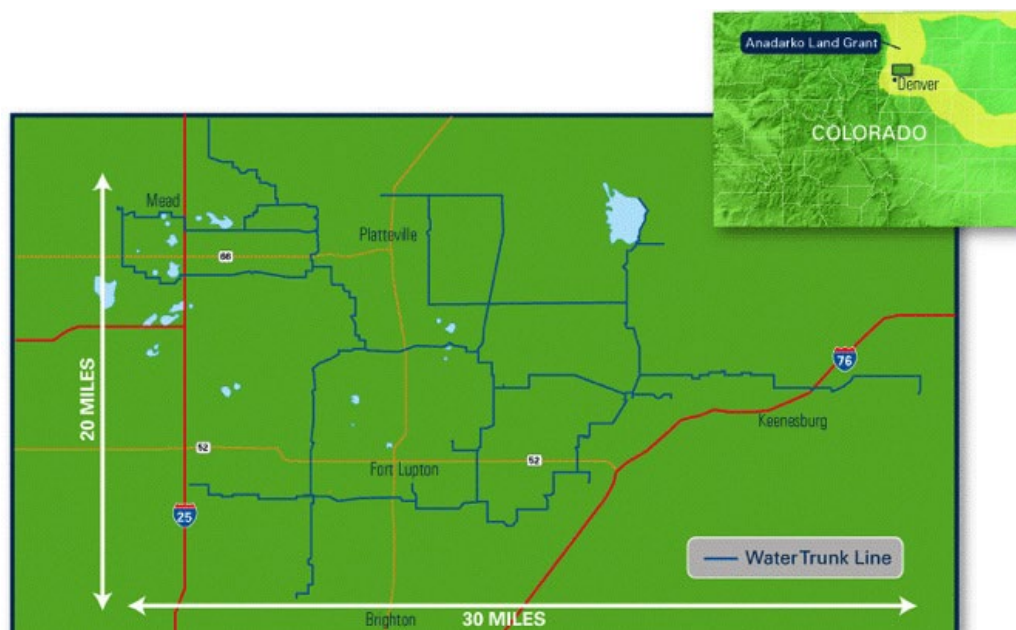 Anadarko Land Grant
Denver
COLORADO
Mead
Platteville
66
20 MILES
76
Keenesburg
52
Fort Lupton
52
25
Water Trunk Line
30 MILES
Brighton